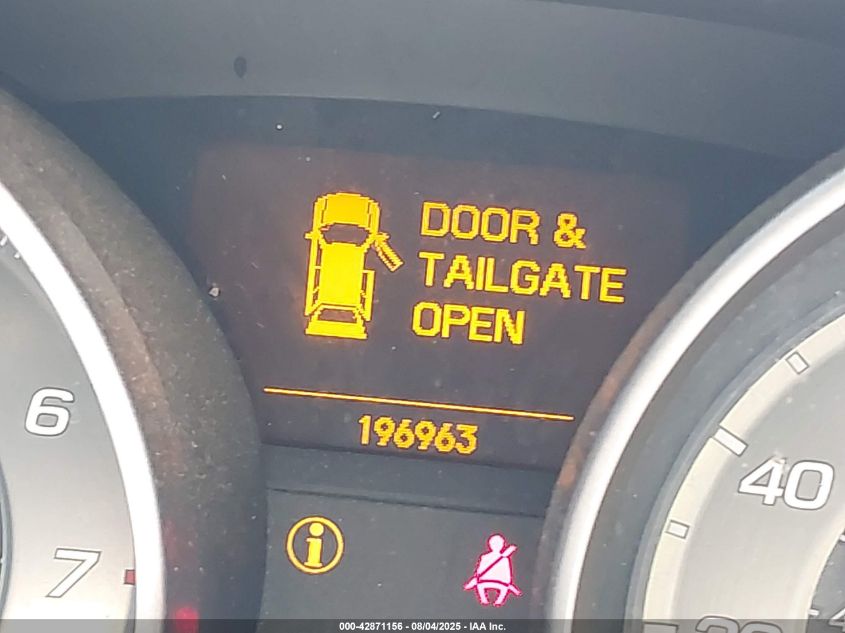 DOOR &
TAILGATE
OPEN
196963
6
7
40
i
000-42871156 - 08/04/2025 - IAA Inc.